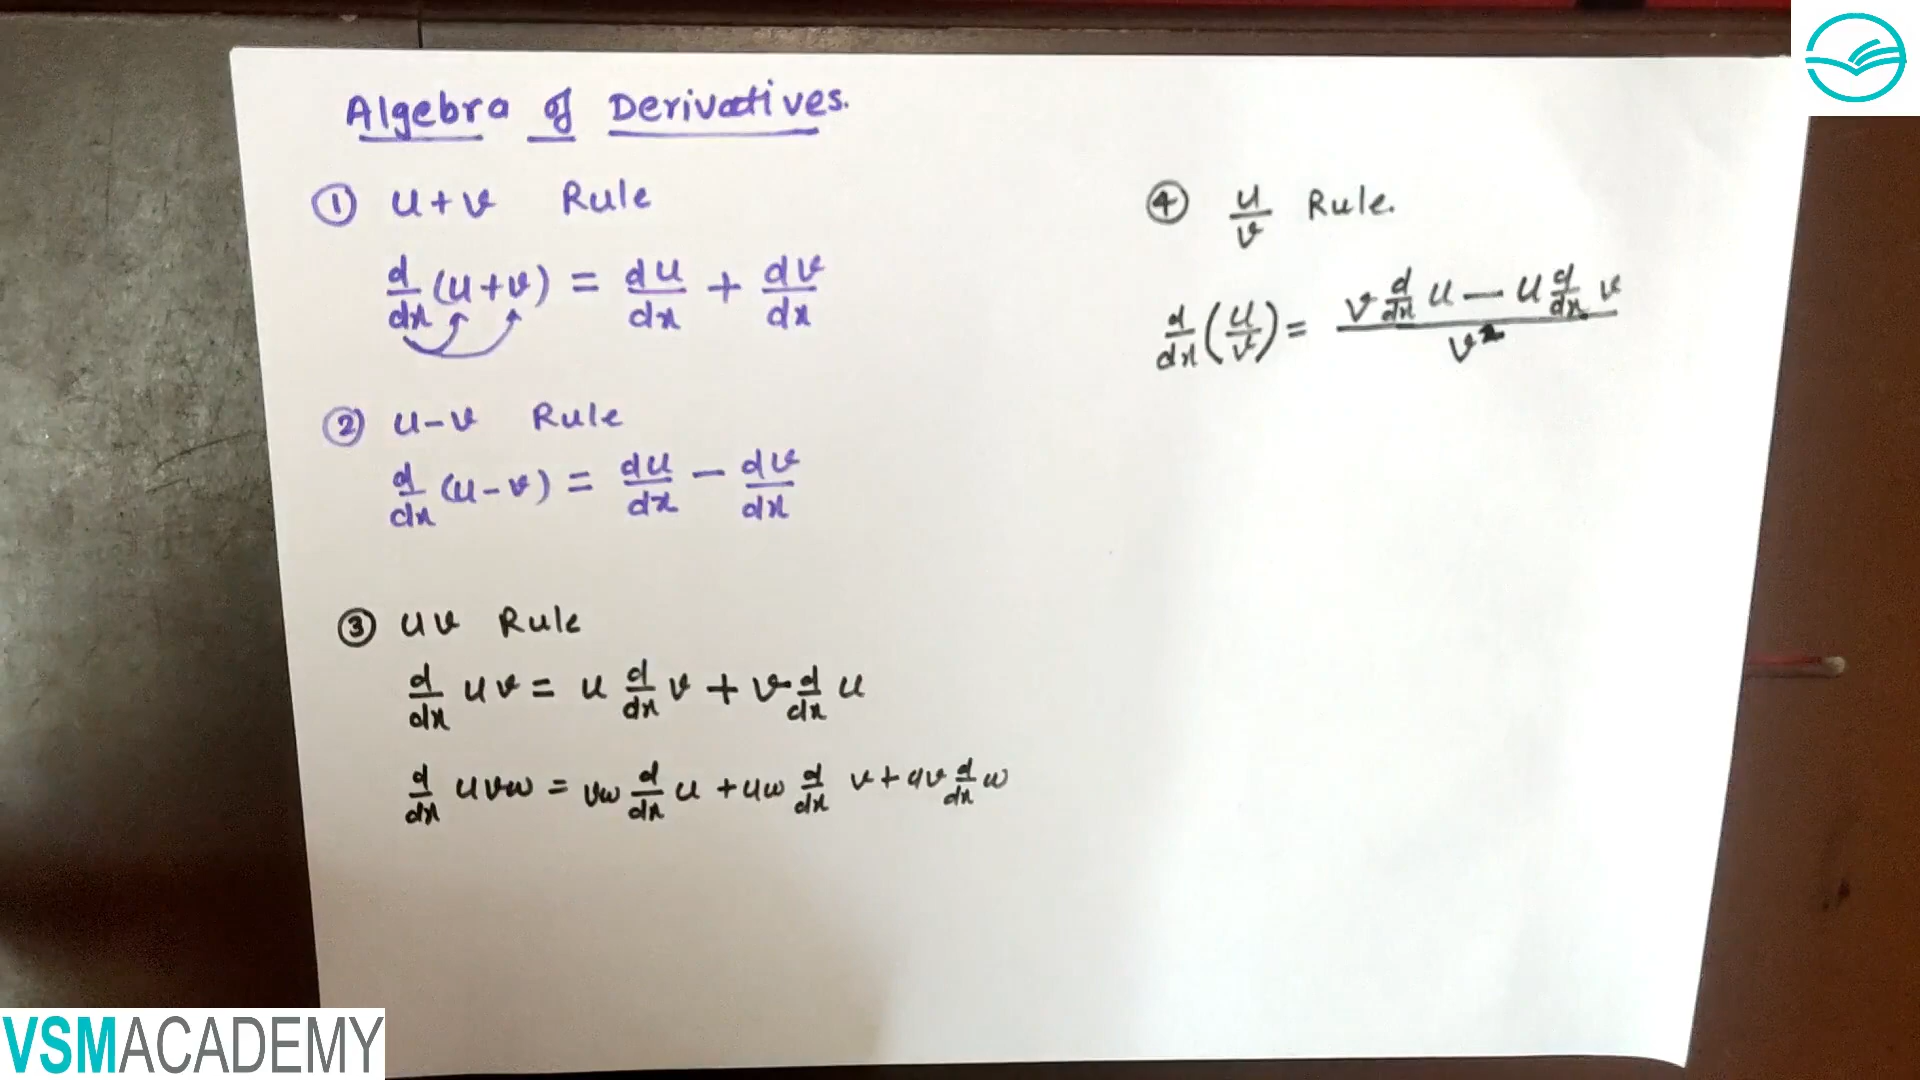 Algebra of Derivatives.
① u+v Rule
d/dx (u+v) = du/dx + dv/dx
② u-v Rule
d/dx (u-v) = du/dx - dv/dx
③ uv Rule
d/dx uv = u d/dx v + v d/dx u
d/dx uvw = vw d/dx u + uw d/dx v + uv d/dx w
④ u/v Rule.
d/dx (u/v) = (v d/dx u - u d/dx v) / v²
VSMACADEMY